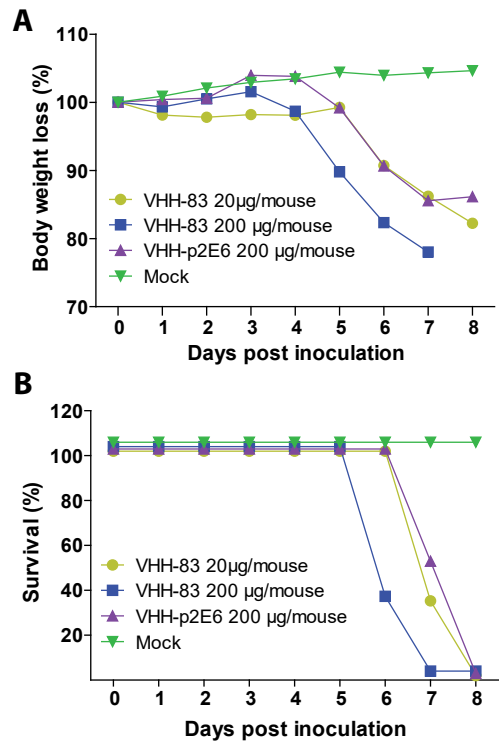 A
110
100
90
80
70
Body weight loss (%)
VHH-83 20µg/mouse
VHH-83 200 µg/mouse
VHH-p2E6 200 µg/mouse
Mock
0 1 2 3 4 5 6 7 8
Days post inoculation
B
120
100
80
60
40
20
Survival (%)
VHH-83 20µg/mouse
VHH-83 200 µg/mouse
VHH-p2E6 200 µg/mouse
Mock
0 1 2 3 4 5 6 7 8
Days post inoculation